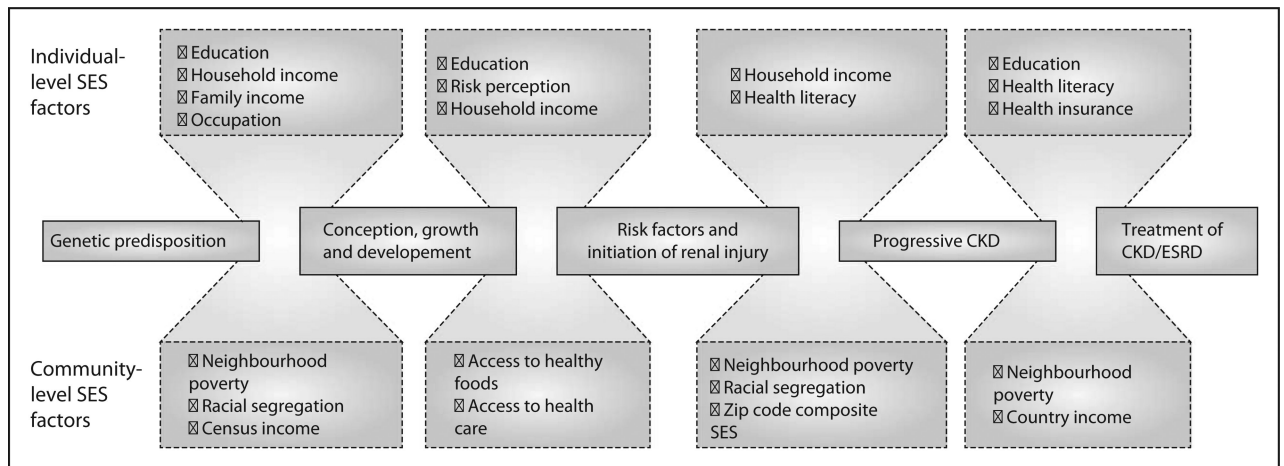 Individual-
level SES
factors
⍰ Education
⍰ Household income
⍰ Family income
⍰ Occupation
⍰ Education
⍰ Risk perception
⍰ Household income
⍰ Household income
⍰ Health literacy
⍰ Education
⍰ Health literacy
⍰ Health insurance
Genetic predisposition
Conception, growth
and developement
Risk factors and
initiation of renal injury
Progressive CKD
Treatment of
CKD/ESRD
Community-
level SES
factors
⍰ Neighbourhood
poverty
⍰ Racial segregation
⍰ Census income
⍰ Access to healthy
foods
⍰ Access to health
care
⍰ Neighbourhood poverty
⍰ Racial segregation
⍰ Zip code composite
SES
⍰ Neighbourhood
poverty
⍰ Country income